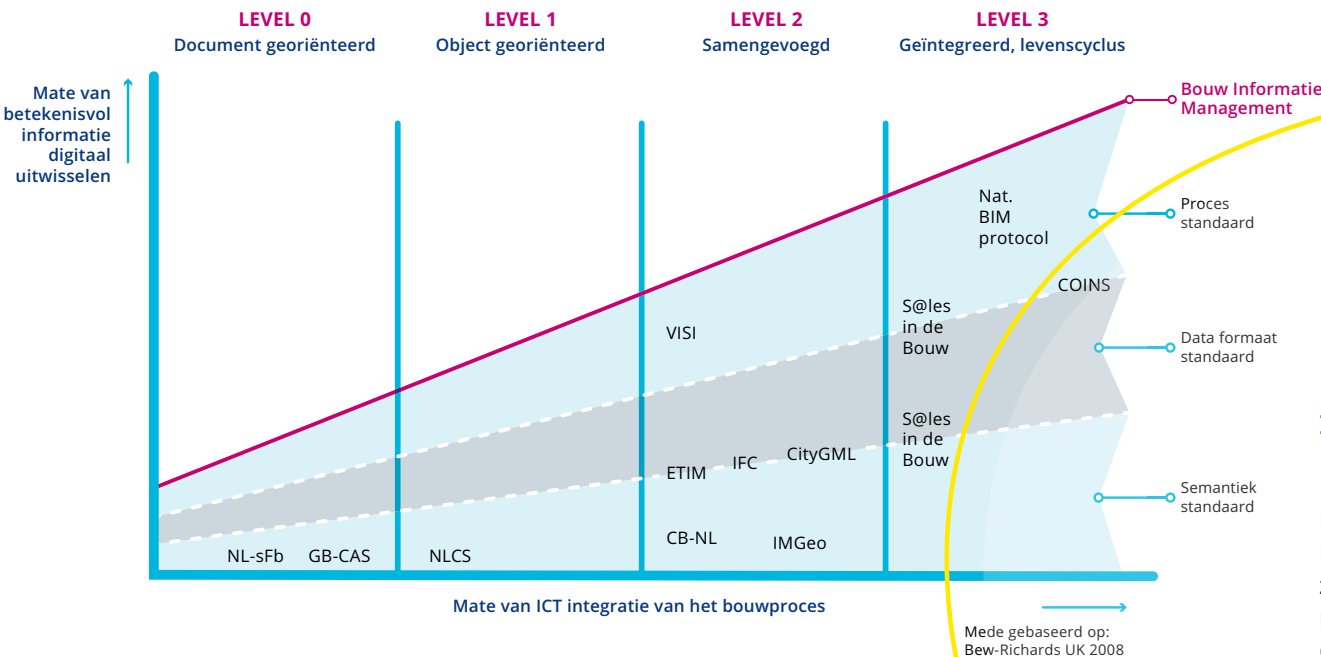 LEVEL 0
Document georiënteerd
LEVEL 1
Object georiënteerd
LEVEL 2
Samengevoegd
LEVEL 3
Geïntegreerd, levenscyclus
Mate van
betekenisvol
informatie
digitaal
uitwisselen
Bouw Informatie
Management
Nat.
BIM
protocol
Proces
standaard
COINS
S@les
in de
Bouw
VISI
Data formaat
standaard
S@les
in de
Bouw
ETIM
IFC
CityGML
Semantiek
standaard
CB-NL
IMGeo
NL-sFb
GB-CAS
NLCS
Mate van ICT integratie van het bouwproces
Mede gebaseerd op:
Bew-Richards UK 2008